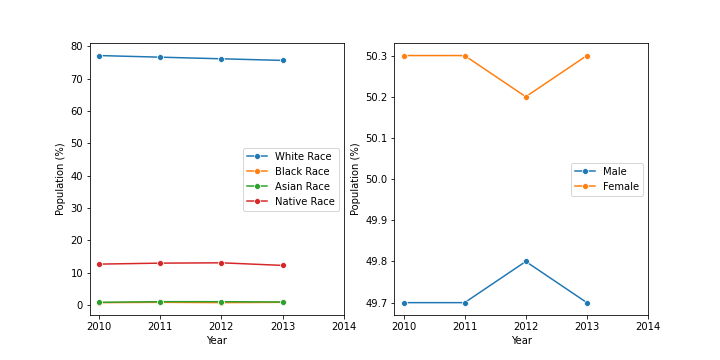 80
70
60
50
40
30
20
10
0
Population (%)
2010 2011 2012 2013 2014
Year
White Race
Black Race
Asian Race
Native Race
50.3
50.2
50.1
50.0
49.9
49.8
49.7
Population (%)
2010 2011 2012 2013 2014
Year
Male
Female